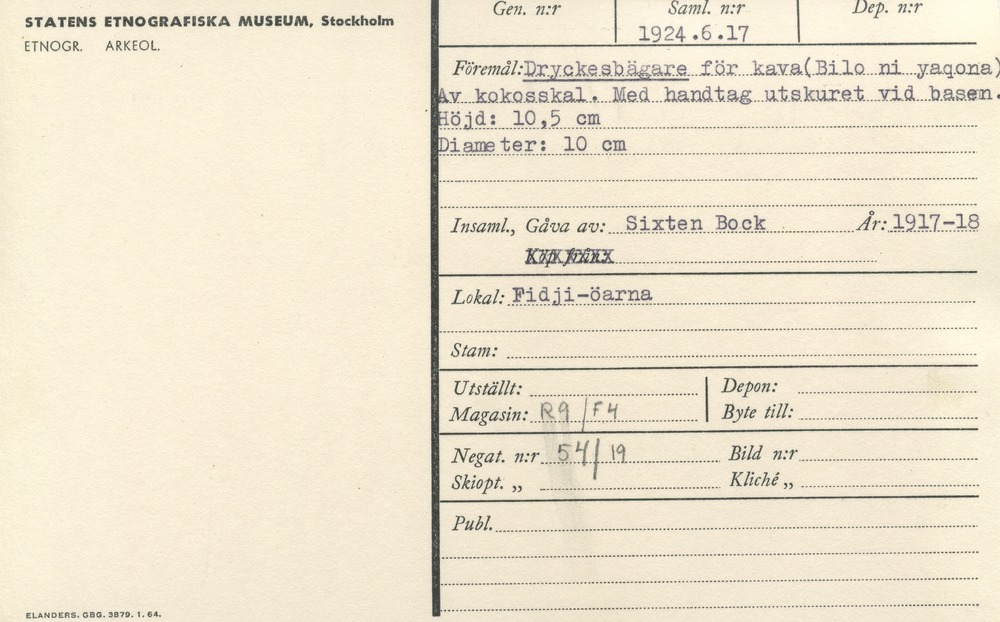 STATENS ETNOGRAFISKA MUSEUM, Stockholm
ETNOGR. ARKEOL.
Gen. n:r Saml. n:r Dep. n:r
1924.6.17
Föremål: Dryckesbägare för kava(Bilo ni yaqona)
Av kokosskal. Med handtag utskuret vid basen.
Höjd: 10,5 cm
Diameter: 10 cm
Insaml., Gåva av: Sixten Bock År: 1917-18
Köp från:
Lokal: Fidji-öarna
Stam:
Utställt: Depon:
Magasin: R9/F4 Byte till:
Negat. n:r 54/19 Bild n:r
Skiopt. „ Kliché „
Publ.
ELANDERS. GBG. 3879. 1. 64.